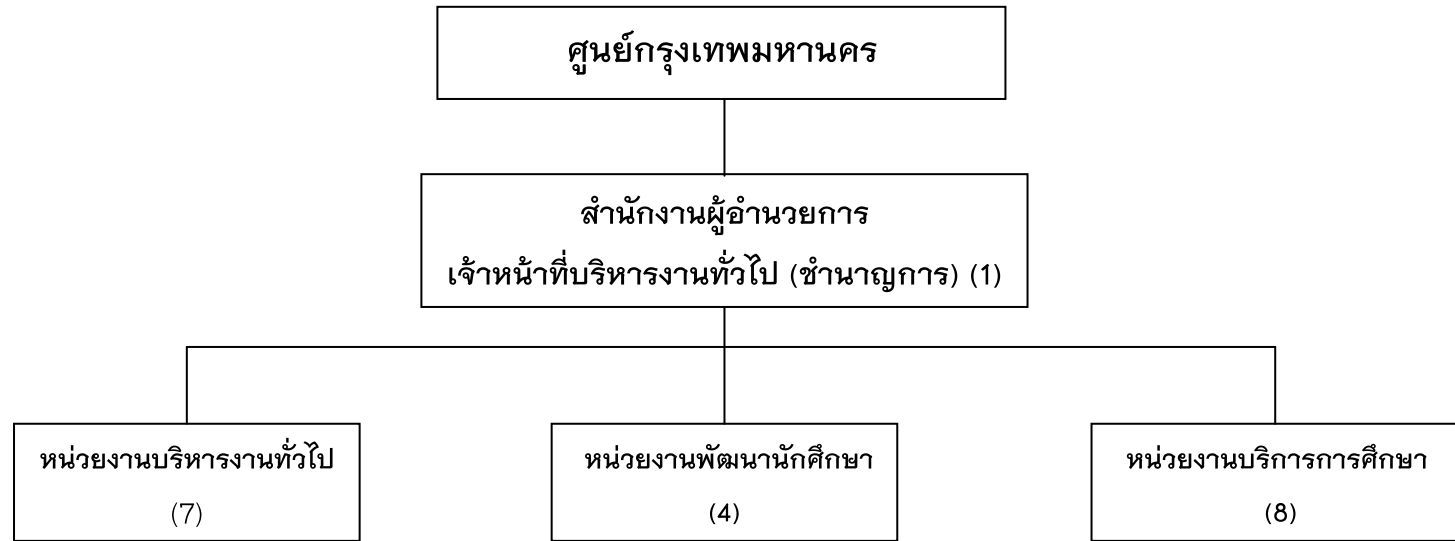 ศูนย์กรุงเทพมหานคร
สำนักงานผู้อำนวยการ
เจ้าหน้าที่บริหารงานทั่วไป (ชำนาญการ) (1)
หน่วยงานบริหารงานทั่วไป
(7)
หน่วยงานพัฒนานักศึกษา
(4)
หน่วยงานบริการการศึกษา
(8)